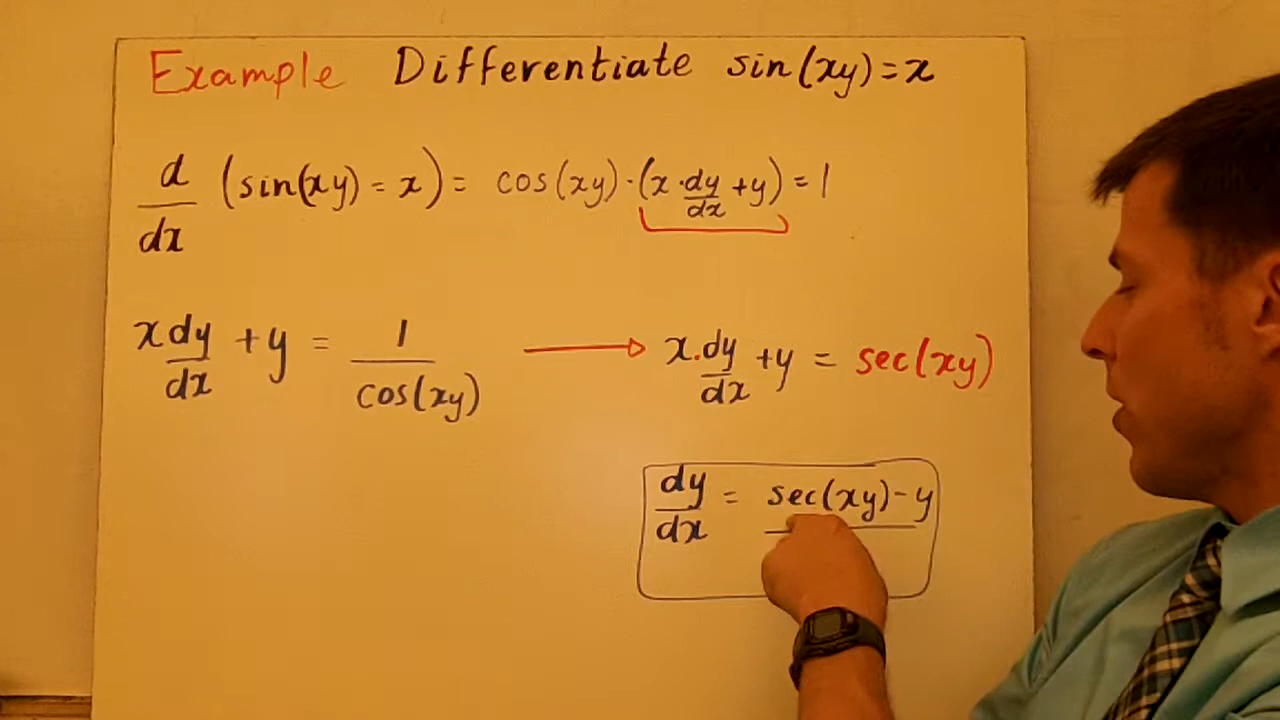 Example Differentiate sin(xy)=x
d/dx (sin(xy) = x) = cos(xy)·(x·dy/dx + y) = 1
x dy/dx + y = 1/cos(xy) → x.dy/dx + y = sec(xy)
dy/dx = sec(xy) - y